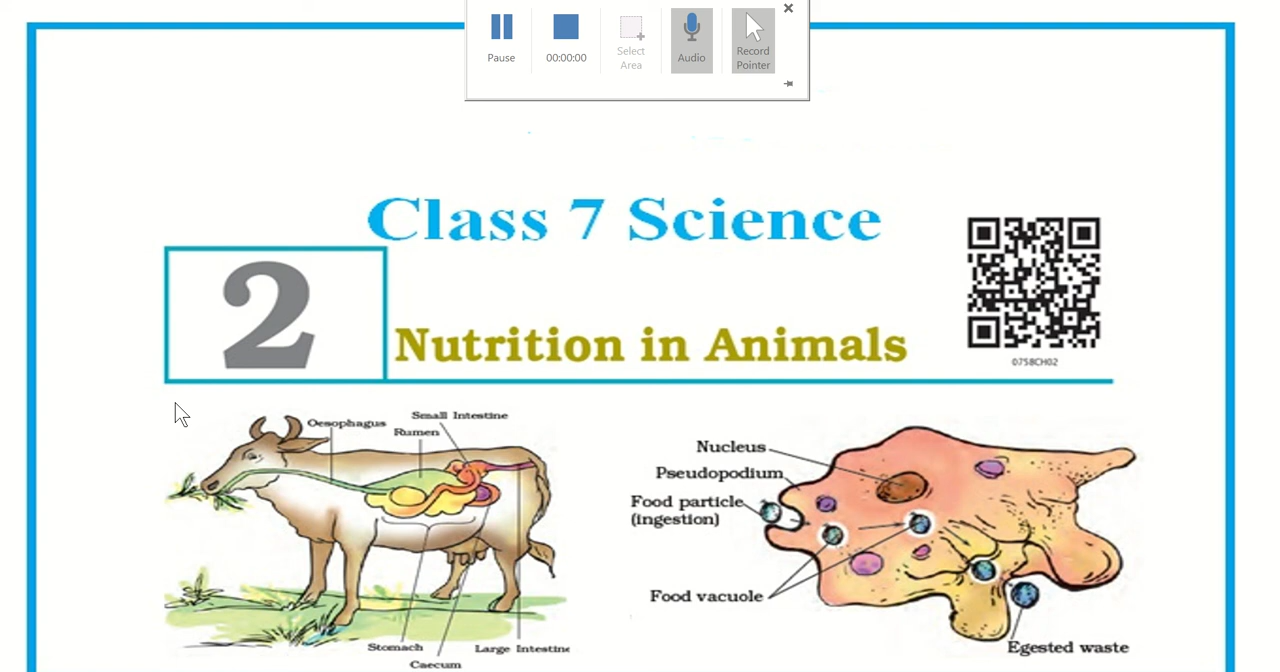 Pause
00:00:00
Select
Area
Audio
Record
Pointer
Class 7 Science
2
Nutrition in Animals
0758CH02
Oesophagus
Small Intestine
Rumen
Stomach
Large Intestine
Caecum
Nucleus
Pseudopodium
Food particle
(ingestion)
Food vacuole
Egested waste